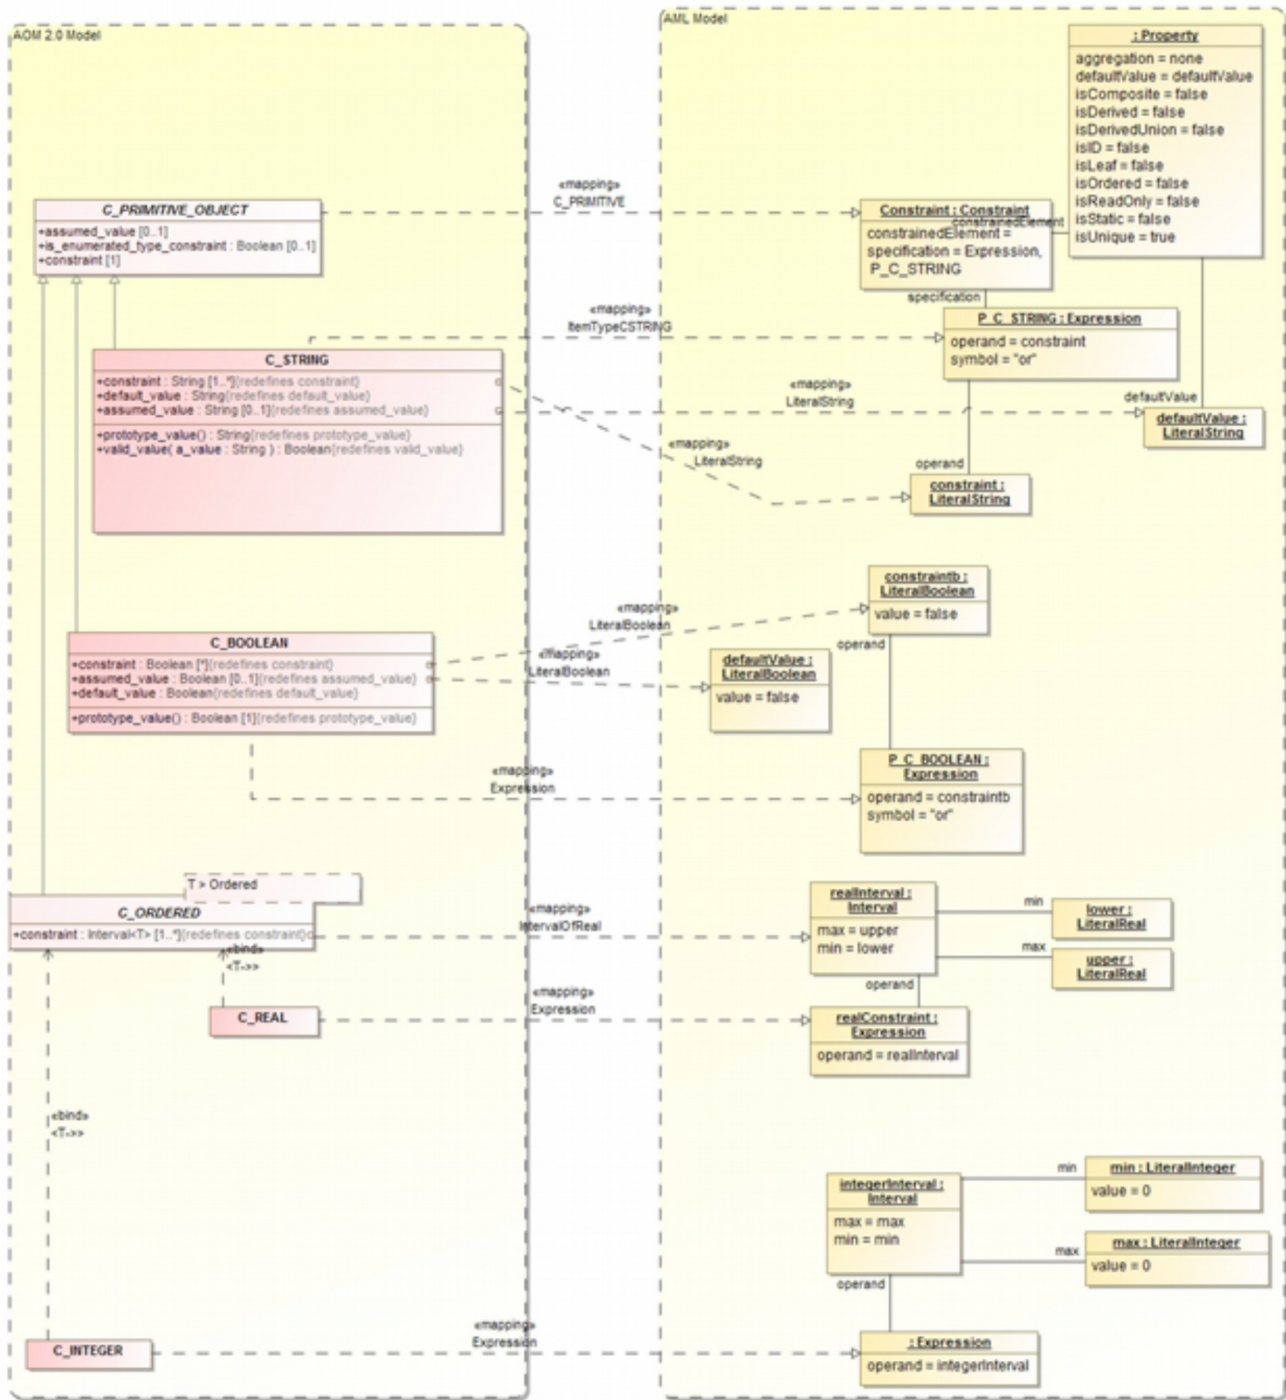 AOM 2.0 Model
C_PRIMITIVE_OBJECT
+assumed_value [0..1]
+is_enumerated_type_constraint : Boolean [0..1]
+constraint [1]
C_STRING
+constraint : String [1..*]{redefines constraint}
+default_value : String{redefines default_value}
+assumed_value : String [0..1]{redefines assumed_value}
+prototype_value() : String{redefines prototype_value}
+valid_value( a_value : String ) : Boolean{redefines valid_value}
C_BOOLEAN
+constraint : Boolean [*]{redefines constraint}
+assumed_value : Boolean [0..1]{redefines assumed_value}
+default_value : Boolean{redefines default_value}
+prototype_value() : Boolean [1]{redefines prototype_value}
T > Ordered
C_ORDERED
+constraint : Interval<T> [1..*]{redefines constraint}
«bind»
<T->>
C_REAL
«bind»
<T->>
C_INTEGER
«mapping»
C_PRIMITIVE
«mapping»
ItemTypeCSTRING
«mapping»
LiteralString
«mapping»
LiteralString
«mapping»
LiteralBoolean
«mapping»
LiteralBoolean
«mapping»
Expression
«mapping»
IntervalOfReal
«mapping»
Expression
«mapping»
Expression
AML Model
: Property
aggregation = none
defaultValue = defaultValue
isComposite = false
isDerived = false
isDerivedUnion = false
isID = false
isLeaf = false
isOrdered = false
isReadOnly = false
isStatic = false
isUnique = true
Constraint : Constraint
constrainedElement
constrainedElement =
specification = Expression,
P_C_STRING
specification
P_C_STRING : Expression
operand = constraint
symbol = "or"
defaultValue
defaultValue :
LiteralString
operand
constraint :
LiteralString
constraintb :
LiteralBoolean
value = false
operand
defaultValue :
LiteralBoolean
value = false
P_C_BOOLEAN :
Expression
operand = constraintb
symbol = "or"
realInterval :
Interval
max = upper
min = lower
min
lower :
LiteralReal
max
upper :
LiteralReal
operand
realConstraint :
Expression
operand = realInterval
integerInterval :
Interval
max = max
min = min
min
min : LiteralInteger
value = 0
max
max : LiteralInteger
value = 0
operand
: Expression
operand = integerInterval